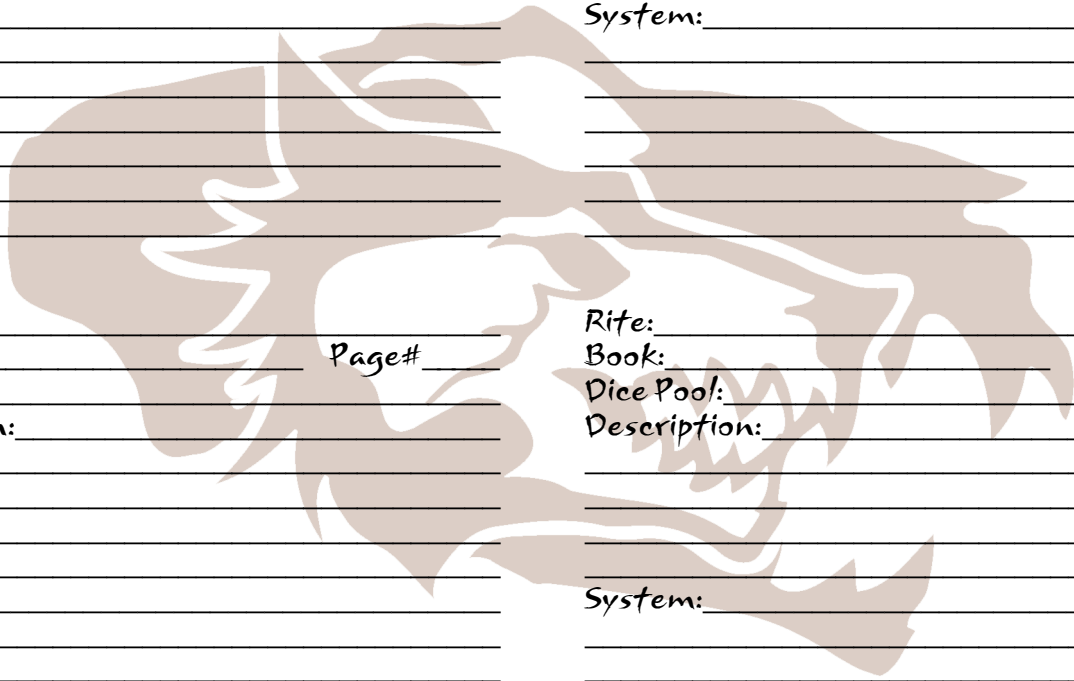 System:
Rite:
Page#
Book:
Dice Pool:
n:
Description:
System: